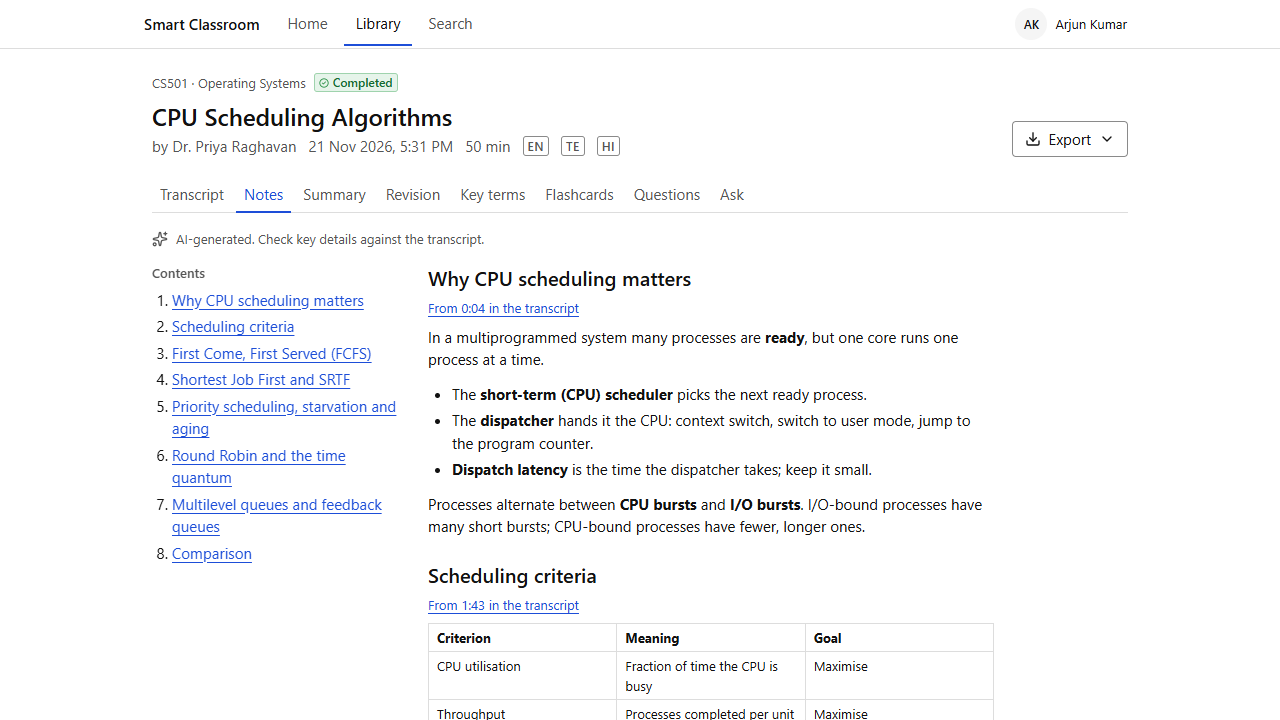 Smart Classroom
Home
Library
Search
AK
Arjun Kumar
CS501 · Operating Systems
Completed
CPU Scheduling Algorithms
by Dr. Priya Raghavan
21 Nov 2026, 5:31 PM
50 min
EN
TE
HI
Export
Transcript
Notes
Summary
Revision
Key terms
Flashcards
Questions
Ask
AI-generated. Check key details against the transcript.
Contents
1. Why CPU scheduling matters
2. Scheduling criteria
3. First Come, First Served (FCFS)
4. Shortest Job First and SRTF
5. Priority scheduling, starvation and
aging
6. Round Robin and the time
quantum
7. Multilevel queues and feedback
queues
8. Comparison
Why CPU scheduling matters
From 0:04 in the transcript
In a multiprogrammed system many processes are ready, but one core runs one
process at a time.
• The short-term (CPU) scheduler picks the next ready process.
• The dispatcher hands it the CPU: context switch, switch to user mode, jump to
the program counter.
• Dispatch latency is the time the dispatcher takes; keep it small.
Processes alternate between CPU bursts and I/O bursts. I/O-bound processes have
many short bursts; CPU-bound processes have fewer, longer ones.
Scheduling criteria
From 1:43 in the transcript
Criterion
Meaning
Goal
CPU utilisation
Fraction of time the CPU is
busy
Maximise
Throughput
Processes completed per unit
Maximise